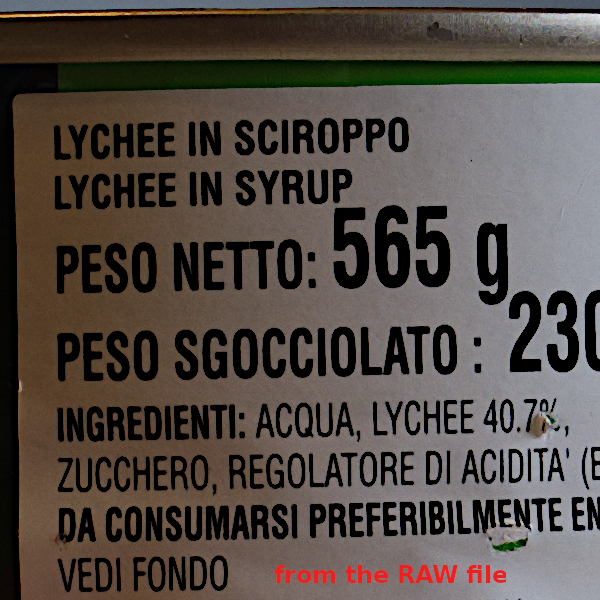 LYCHEE IN SCIROPPO
LYCHEE IN SYRUP
PESO NETTO: 565 g
PESO SGOCCIOLATO : 230
INGREDIENTI: ACQUA, LYCHEE 40.7%,
ZUCCHERO, REGOLATORE DI ACIDITA' (E
DA CONSUMARSI PREFERIBILMENTE EN
VEDI FONDO
from the RAW file